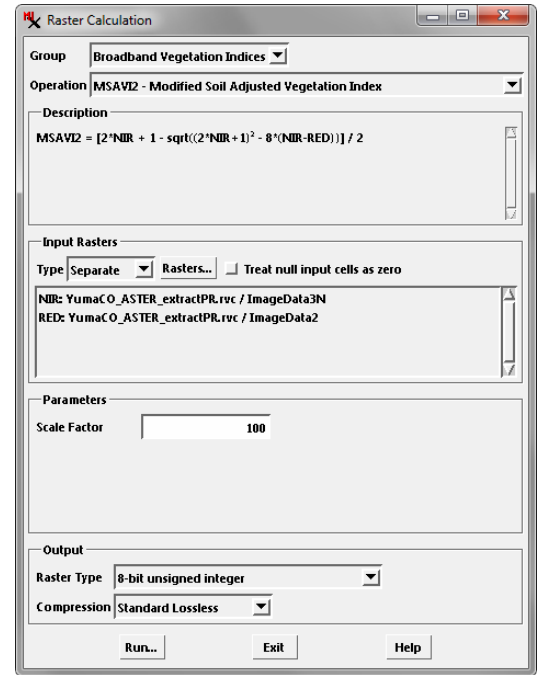 Raster Calculation
Group Broadband Vegetation Indices
Operation MSAVI2 - Modified Soil Adjusted Vegetation Index
Description
MSAVI2 = [2*NIR + 1 - sqrt((2*NIR+1)² - 8*(NIR-RED))] / 2
Input Rasters
Type Separate Rasters... Treat null input cells as zero
NIR: YumaCO_ASTER_extractPR.rvc / ImageData3N
RED: YumaCO_ASTER_extractPR.rvc / ImageData2
Parameters
Scale Factor 100
Output
Raster Type 8-bit unsigned integer
Compression Standard Lossless
Run... Exit Help